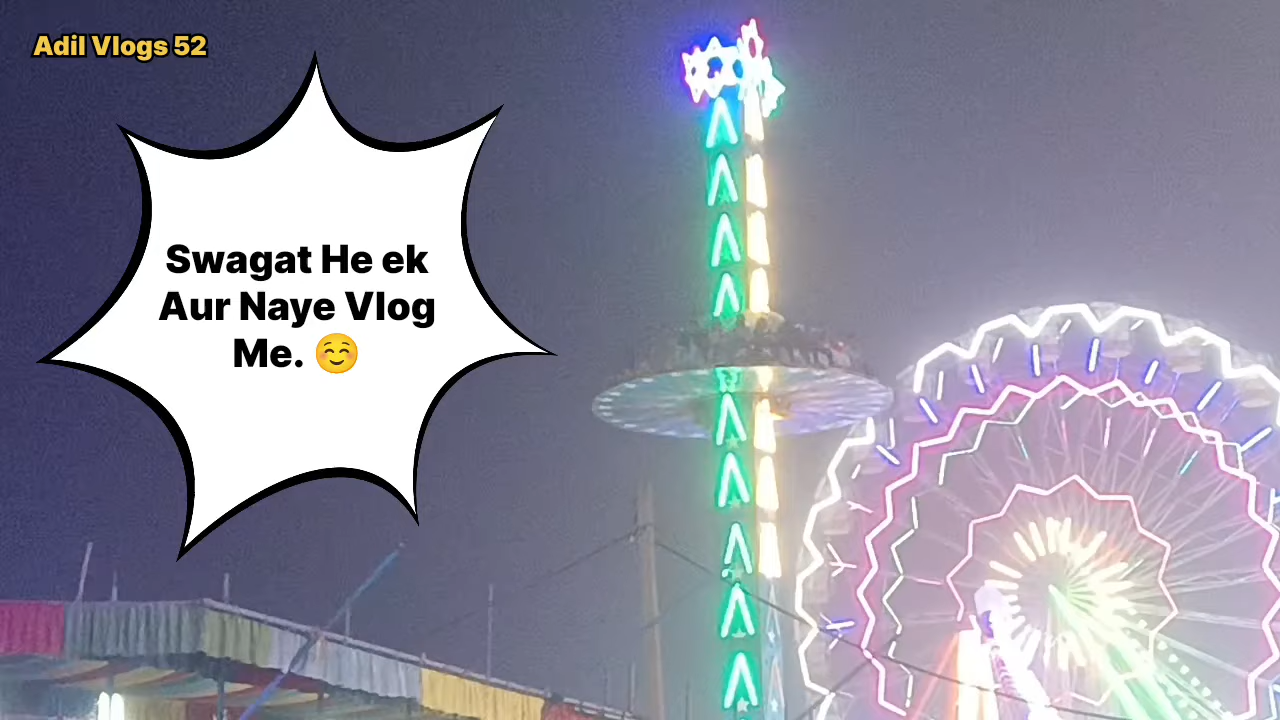 Adil Vlogs 52
Swagat He ek
Aur Naye Vlog
Me. ☺️